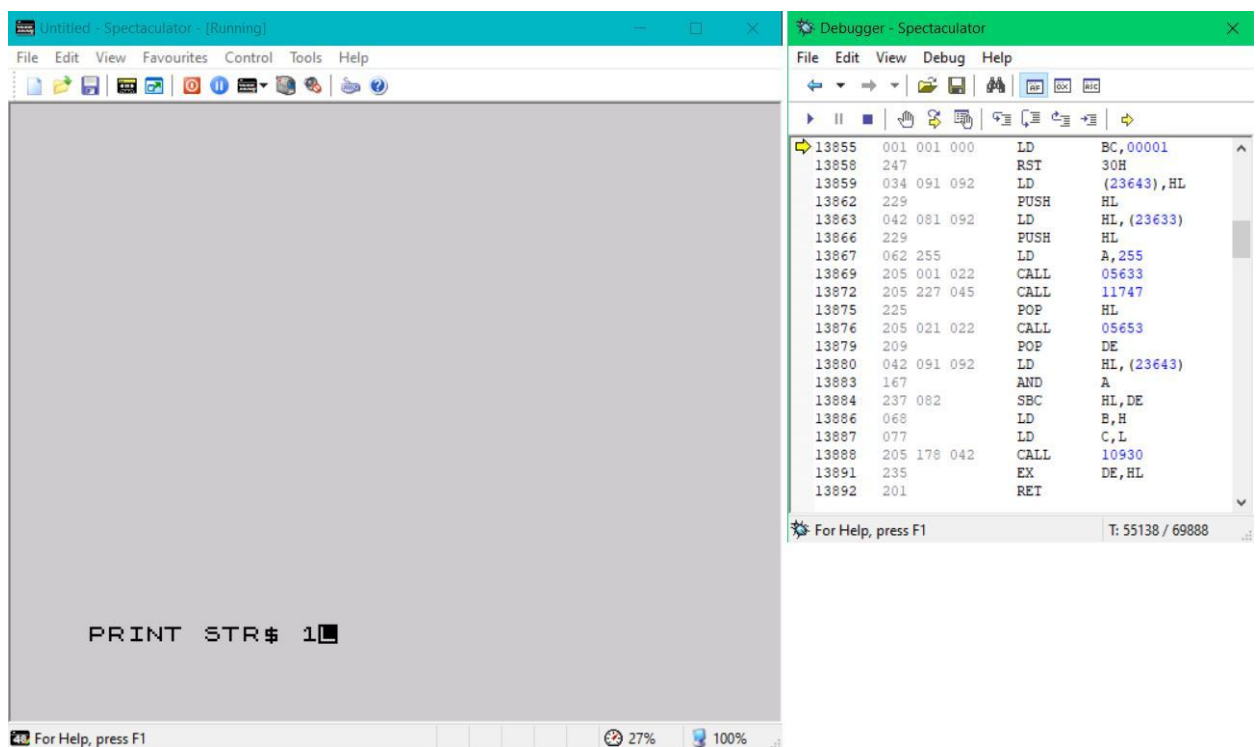 Untitled - Spectaculator - [Running]
File Edit View Favourites Control Tools Help
PRINT STR$ 1L
48 For Help, press F1 27% 100%
Debugger - Spectaculator
File Edit View Debug Help
AF 0X ASC
13855 001 001 000 LD BC,00001
13858 247 RST 30H
13859 034 091 092 LD (23643),HL
13862 229 PUSH HL
13863 042 081 092 LD HL,(23633)
13866 229 PUSH HL
13867 062 255 LD A,255
13869 205 001 022 CALL 05633
13872 205 227 045 CALL 11747
13875 225 POP HL
13876 205 021 022 CALL 05653
13879 209 POP DE
13880 042 091 092 LD HL,(23643)
13883 167 AND A
13884 237 082 SBC HL,DE
13886 068 LD B,H
13887 077 LD C,L
13888 205 178 042 CALL 10930
13891 235 EX DE,HL
13892 201 RET
For Help, press F1 T: 55138 / 69888